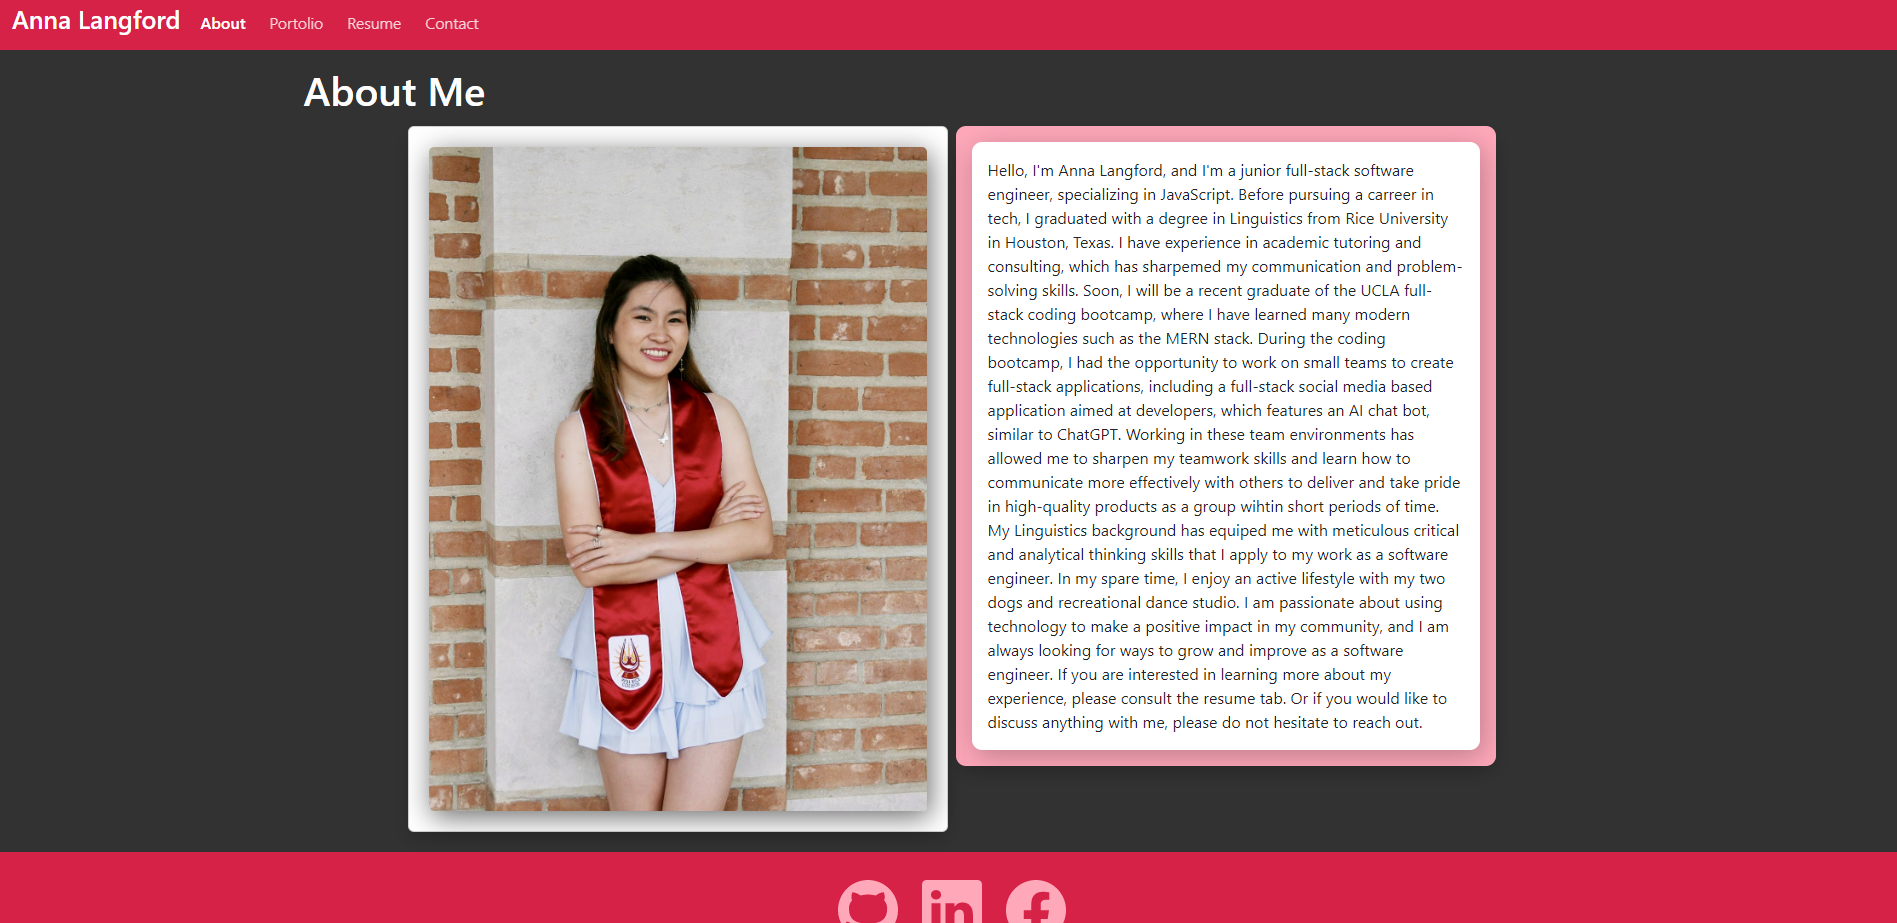 Anna Langford About Portolio Resume Contact
About Me
Hello, I'm Anna Langford, and I'm a junior full-stack software
engineer, specializing in JavaScript. Before pursuing a carreer in
tech, I graduated with a degree in Linguistics from Rice University
in Houston, Texas. I have experience in academic tutoring and
consulting, which has sharpemed my communication and problem-
solving skills. Soon, I will be a recent graduate of the UCLA full-
stack coding bootcamp, where I have learned many modern
technologies such as the MERN stack. During the coding
bootcamp, I had the opportunity to work on small teams to create
full-stack applications, including a full-stack social media based
application aimed at developers, which features an AI chat bot,
similar to ChatGPT. Working in these team environments has
allowed me to sharpen my teamwork skills and learn how to
communicate more effectively with others to deliver and take pride
in high-quality products as a group wihtin short periods of time.
My Linguistics background has equiped me with meticulous critical
and analytical thinking skills that I apply to my work as a software
engineer. In my spare time, I enjoy an active lifestyle with my two
dogs and recreational dance studio. I am passionate about using
technology to make a positive impact in my community, and I am
always looking for ways to grow and improve as a software
engineer. If you are interested in learning more about my
experience, please consult the resume tab. Or if you would like to
discuss anything with me, please do not hesitate to reach out.
in